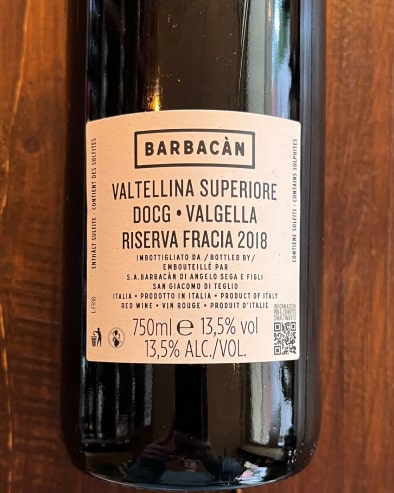 BARBACÀN
VALTELLINA SUPERIORE
DOCG • VALGELLA
RISERVA FRACIA 2018
IMBOTTIGLIATO DA / BOTTLED BY/
EMBOUTEILLÉ PAR
S.A.BARBACÀN DI ANGELO SEGA E FIGLI
SAN GIACOMO DI TEGLIO
ITALIA • PRODOTTO IN ITALIA • PRODUCT OF ITALY
RED WINE • VIN ROUGE • PRODUIT D'ITALIE
750ml e 13,5% vol
13,5% ALC./VOL.
ENTHÄLT SULFITE - CONTIENT DES SULFITES
CONTIENE SOLFITI - CONTAINS SULPHITES
LFR18